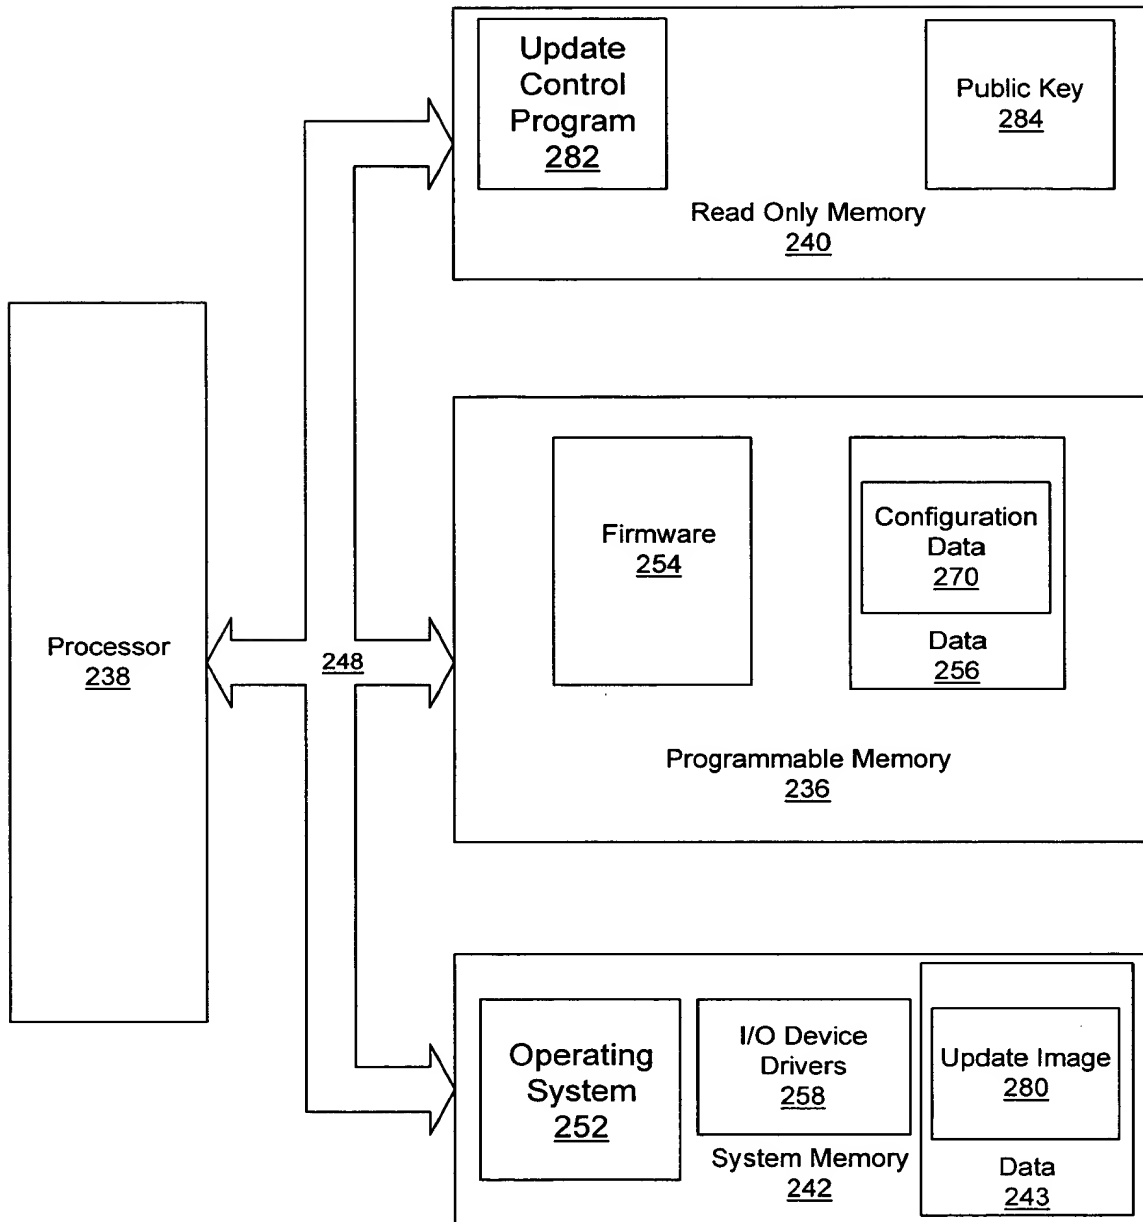 Update
Control
Program
282
Public Key
284
Read Only Memory
240
Processor
238
248
Firmware
254
Configuration
Data
270
Data
256
Programmable Memory
236
Operating
System
252
I/O Device
Drivers
258
Update Image
280
System Memory
242
Data
243